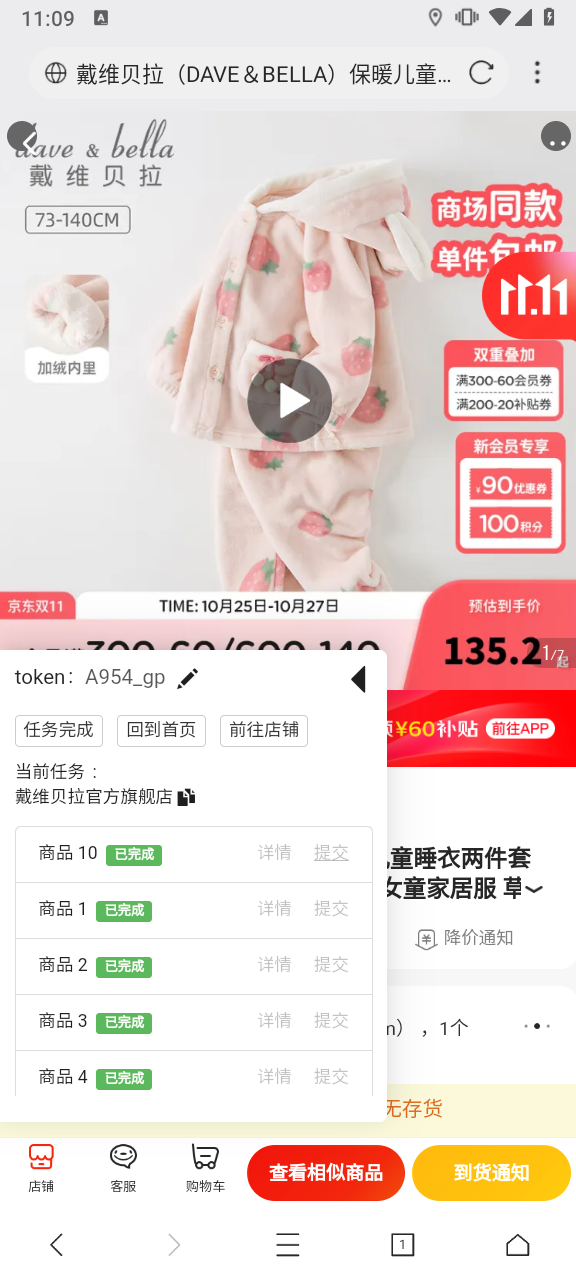 11:09
A
戴维贝拉（DAVE＆BELLA）保暖儿童...
dave & bella
戴维贝拉
73-140CM
加绒内里
商场同款
单件包邮
11.11
双重叠加
满300-60会员券
满200-20补贴券
新会员专享
¥90优惠券
100积分
京东双11
TIME: 10月25日-10月27日
预估到手价
135.2起
1/7
token： A954_gp
任务完成
回到首页
前往店铺
¥60补贴
前往APP
当前任务：
戴维贝拉官方旗舰店
商品 10 已完成 详情 提交
商品 1 已完成 详情 提交
商品 2 已完成 详情 提交
商品 3 已完成 详情 提交
商品 4 已完成 详情 提交
儿童睡衣两件套
女童家居服 草
降价通知
m），1个
无存货
店铺
客服
购物车
查看相似商品
到货通知
1